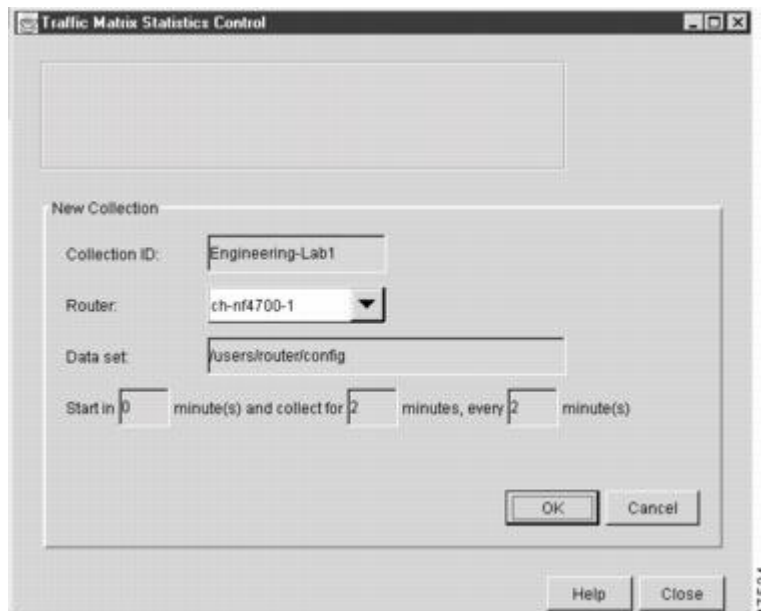 Traffic Matrix Statistics Control
New Collection
Collection ID: Engineering-Lab1
Router: ch-nf4700-1
Data set: /users/router/config
Start in 0 minute(s) and collect for 2 minutes, every 2 minute(s)
OK Cancel
Help Close